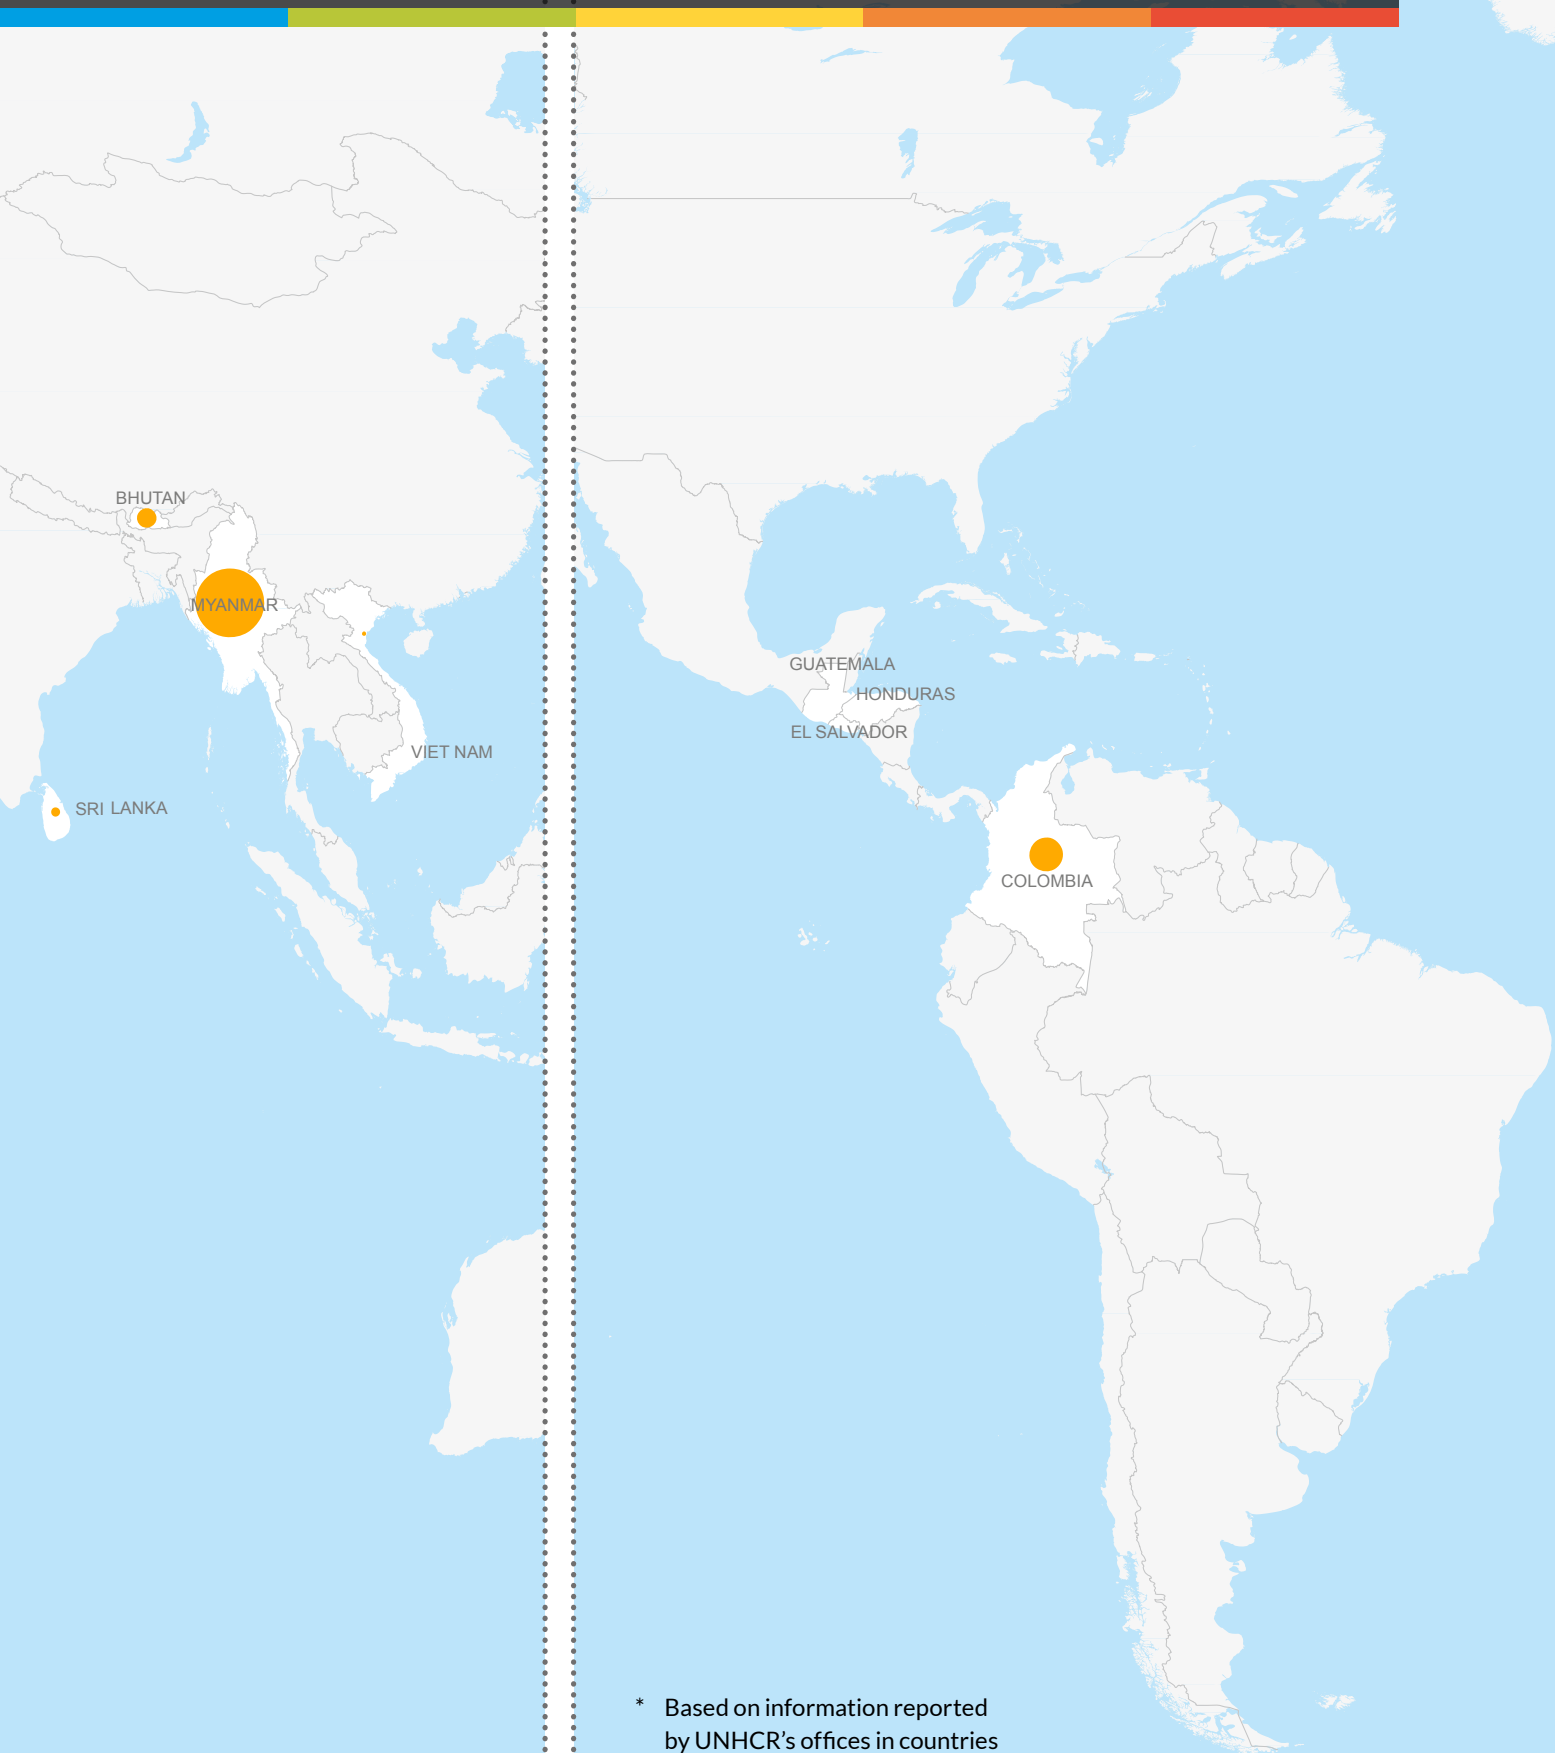 BHUTAN
MYANMAR
GUATEMALA
HONDURAS
EL SALVADOR
VIET NAM
SRI LANKA
COLOMBIA
* Based on information reported
by UNHCR's offices in countries